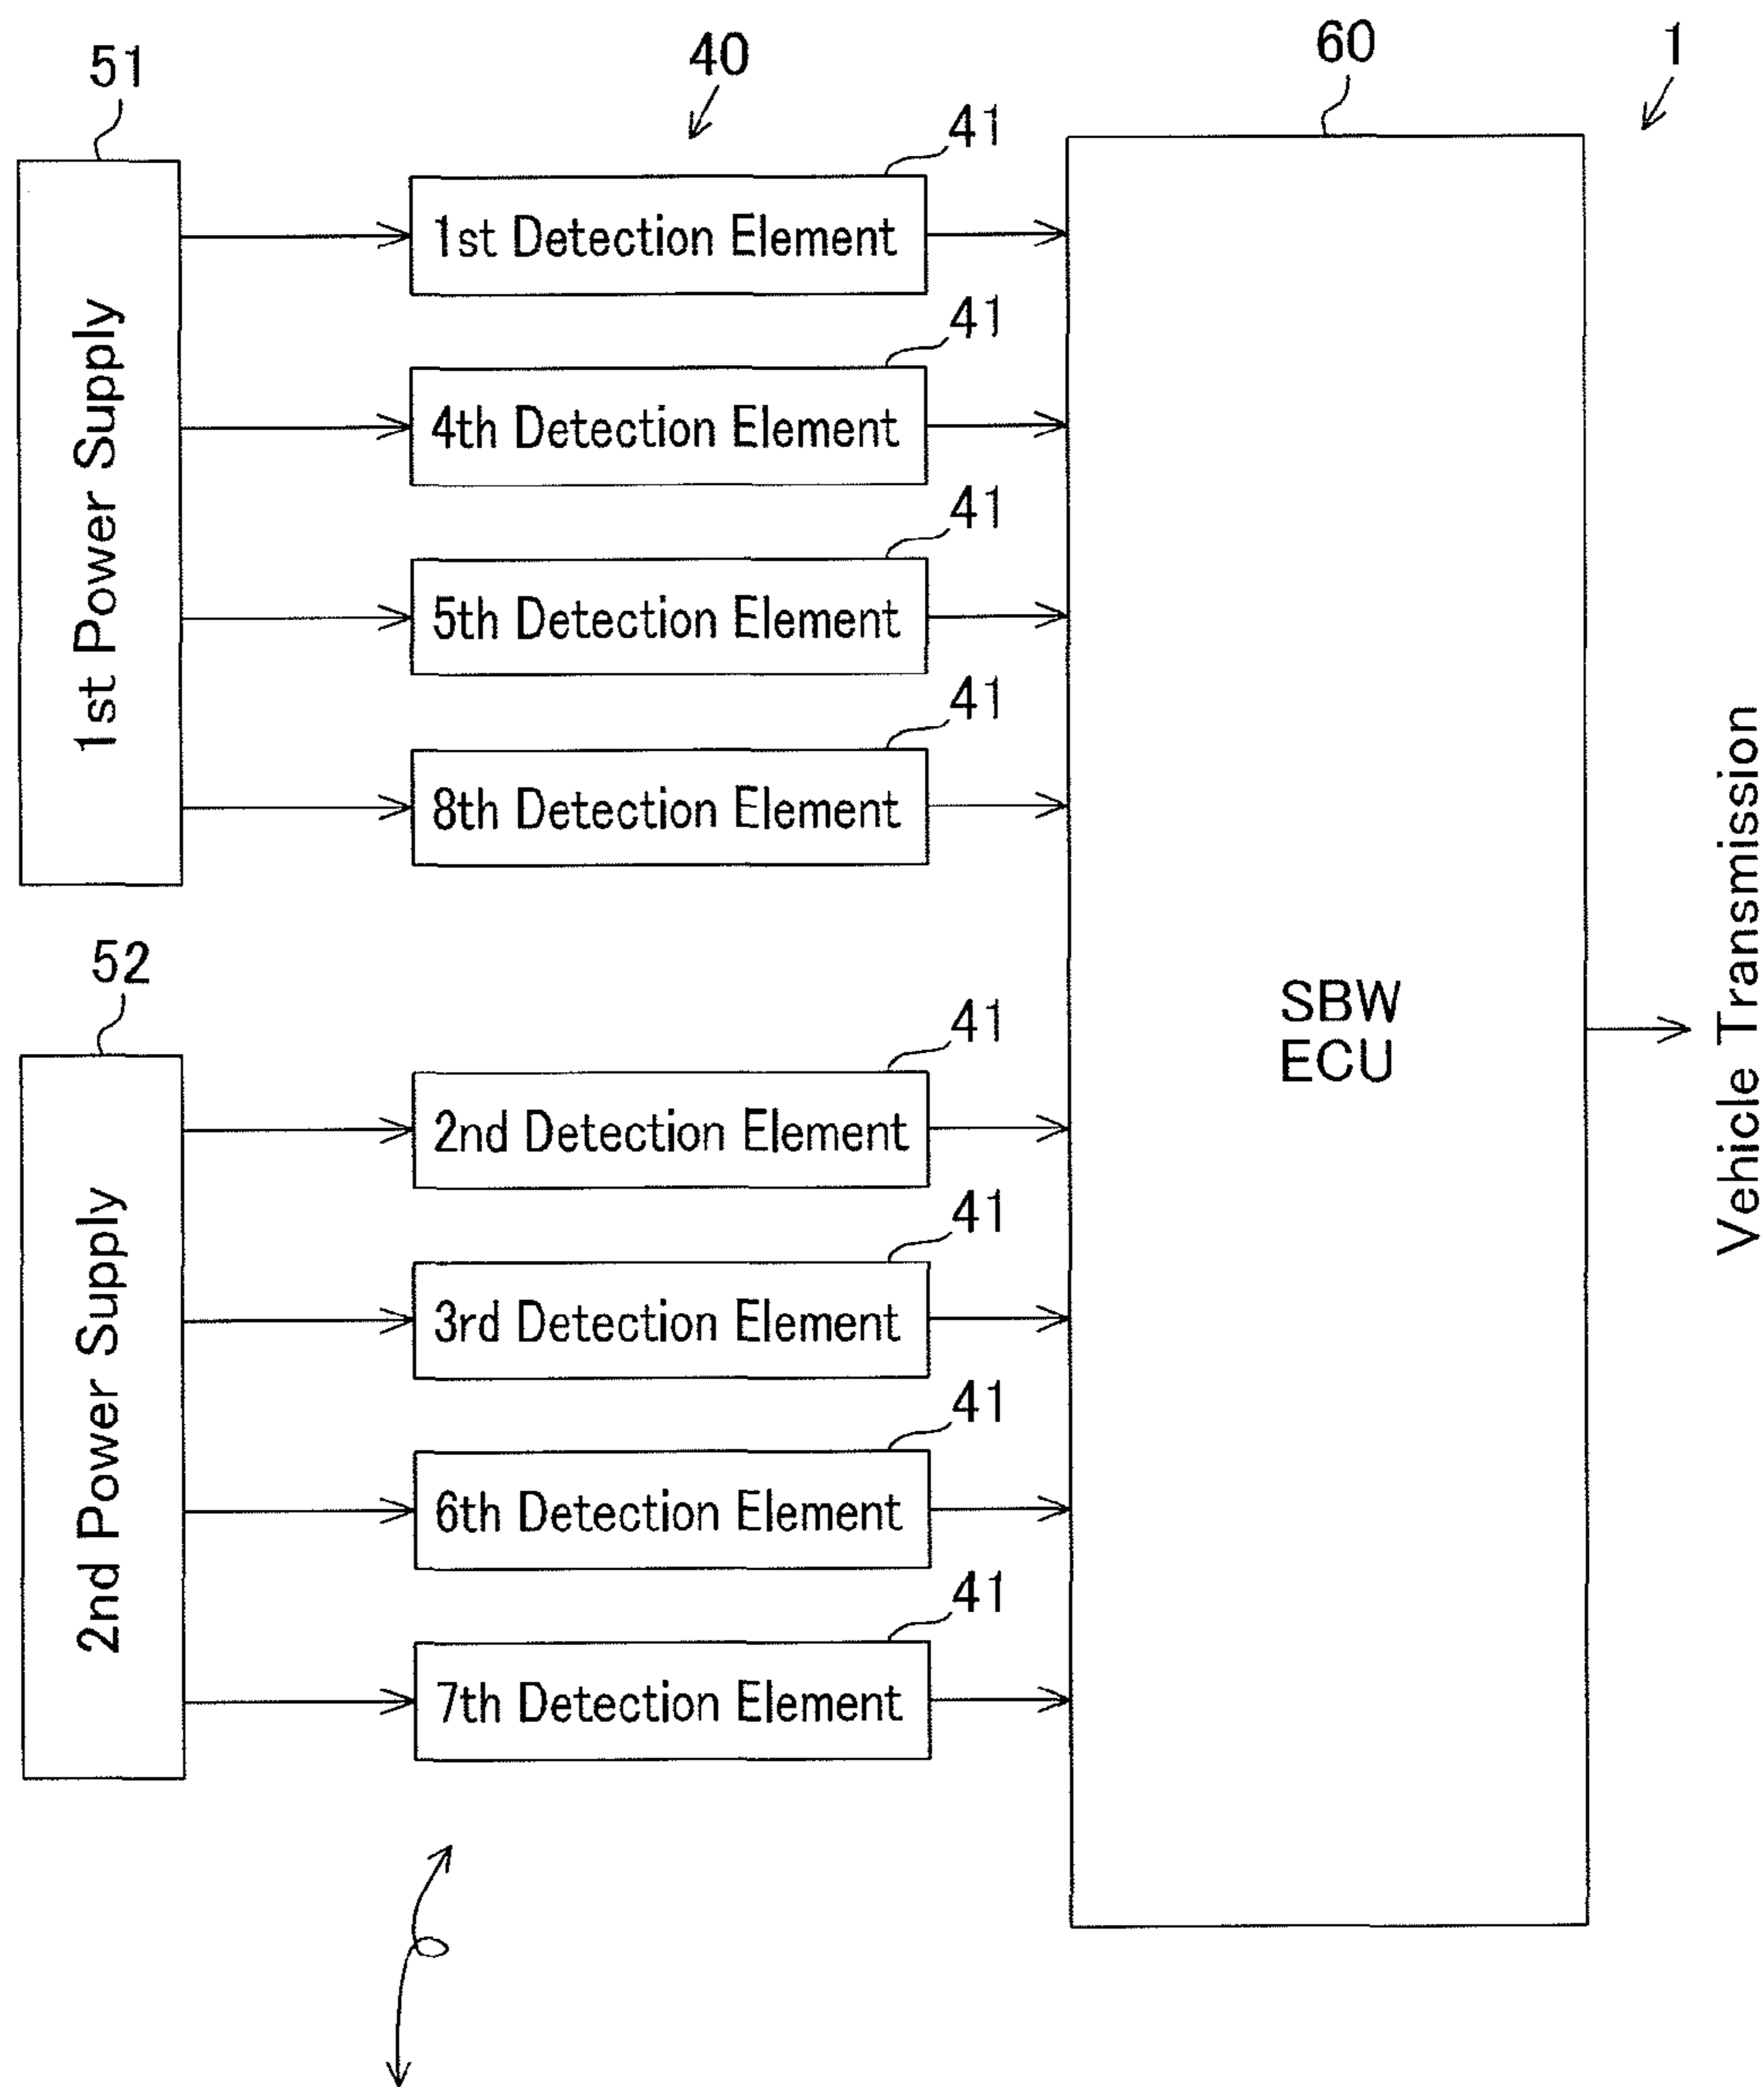 51
40
60
1
41
1st Detection Element
41
4th Detection Element
41
5th Detection Element
41
8th Detection Element
1st Power Supply
52
41
2nd Detection Element
41
3rd Detection Element
41
6th Detection Element
41
7th Detection Element
2nd Power Supply
SBW
ECU
Vehicle Transmission